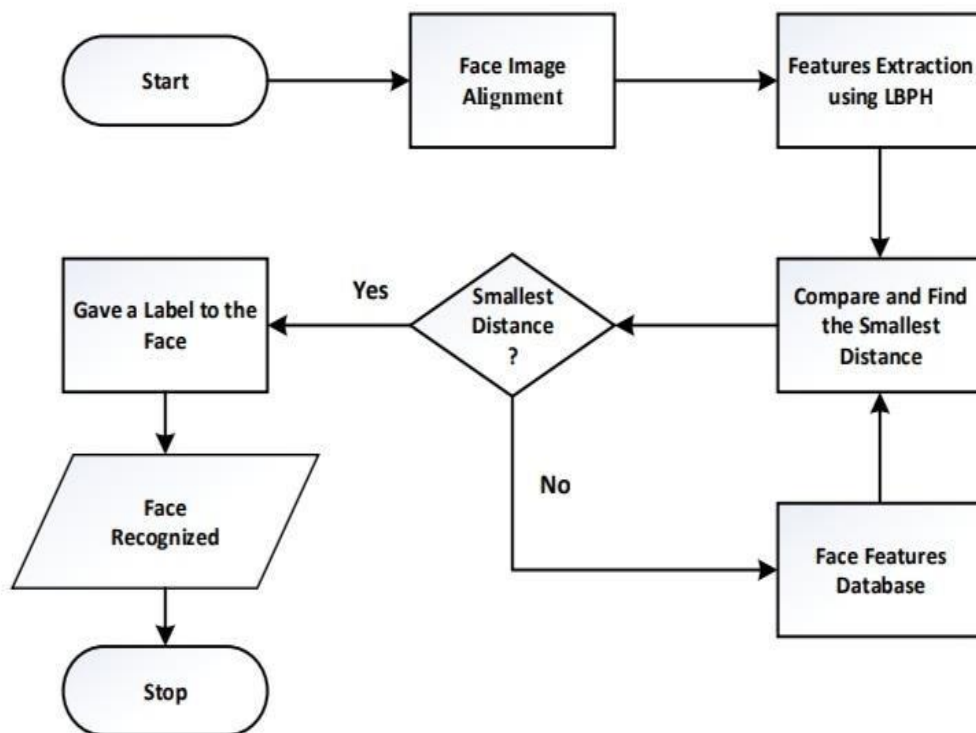 Start
Face Image
Alignment
Features Extraction
using LBPH
Compare and Find
the Smallest
Distance
Smallest
Distance
?
Yes
Gave a Label to the
Face
Face
Recognized
Stop
No
Face Features
Database